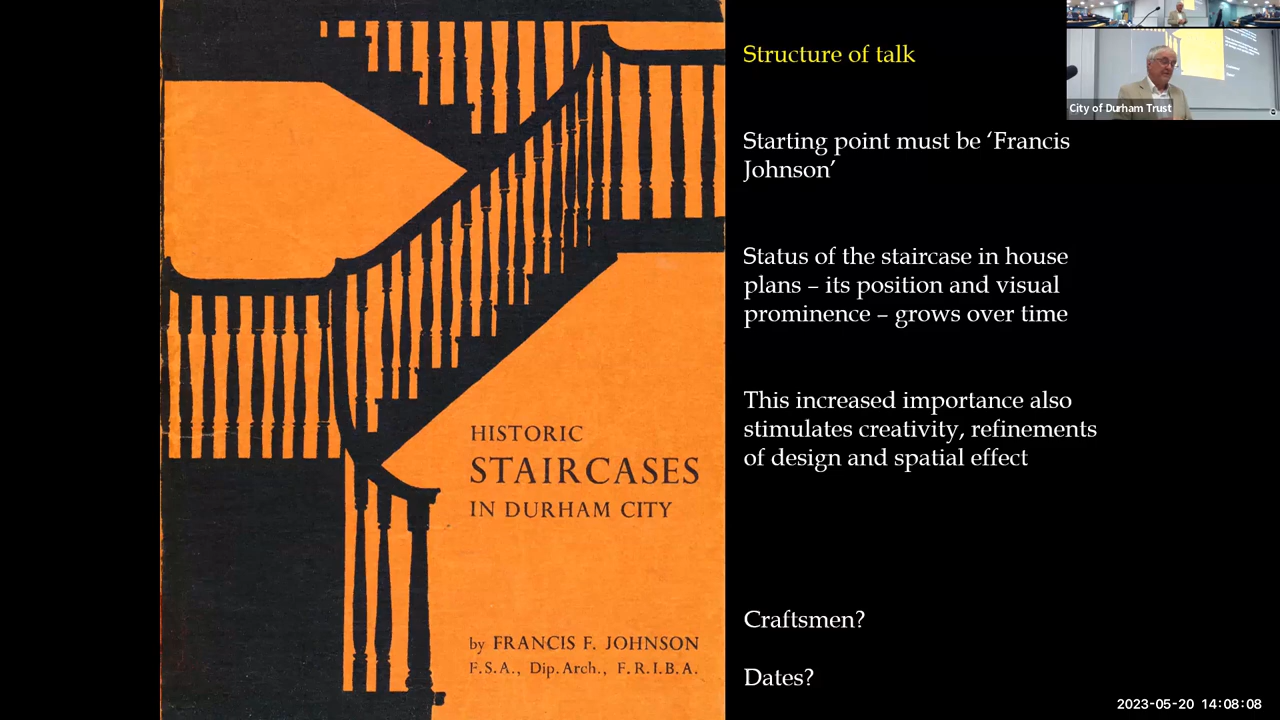 HISTORIC
STAIRCASES
IN DURHAM CITY
by FRANCIS F. JOHNSON
F.S.A., Dip. Arch., F.R.I.B.A.
Structure of talk
Starting point must be ‘Francis
Johnson’
Status of the staircase in house
plans – its position and visual
prominence – grows over time
This increased importance also
stimulates creativity, refinements
of design and spatial effect
Craftsmen?
Dates?
City of Durham Trust
2023-05-20 14:08:08